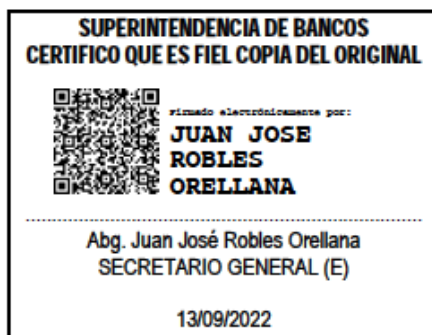 SUPERINTENDENCIA DE BANCOS
CERTIFICO QUE ES FIEL COPIA DEL ORIGINAL
Firmado electrónicamente por:
JUAN JOSE
ROBLES
ORELLANA
Abg. Juan José Robles Orellana
SECRETARIO GENERAL (E)
13/09/2022